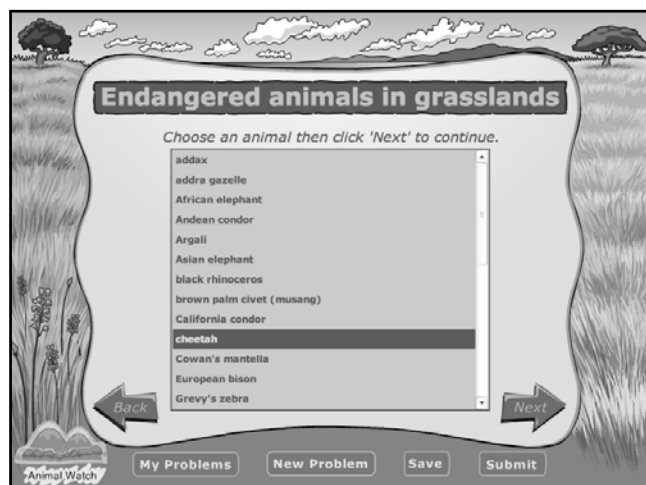 Endangered animals in grasslands
Choose an animal then click 'Next' to continue.
addax
addra gazelle
African elephant
Andean condor
Argali
Asian elephant
black rhinoceros
brown palm civet (musang)
California condor
cheetah
Cowan's mantella
European bison
Grevy's zebra
Back
Next
Animal Watch
My Problems
New Problem
Save
Submit